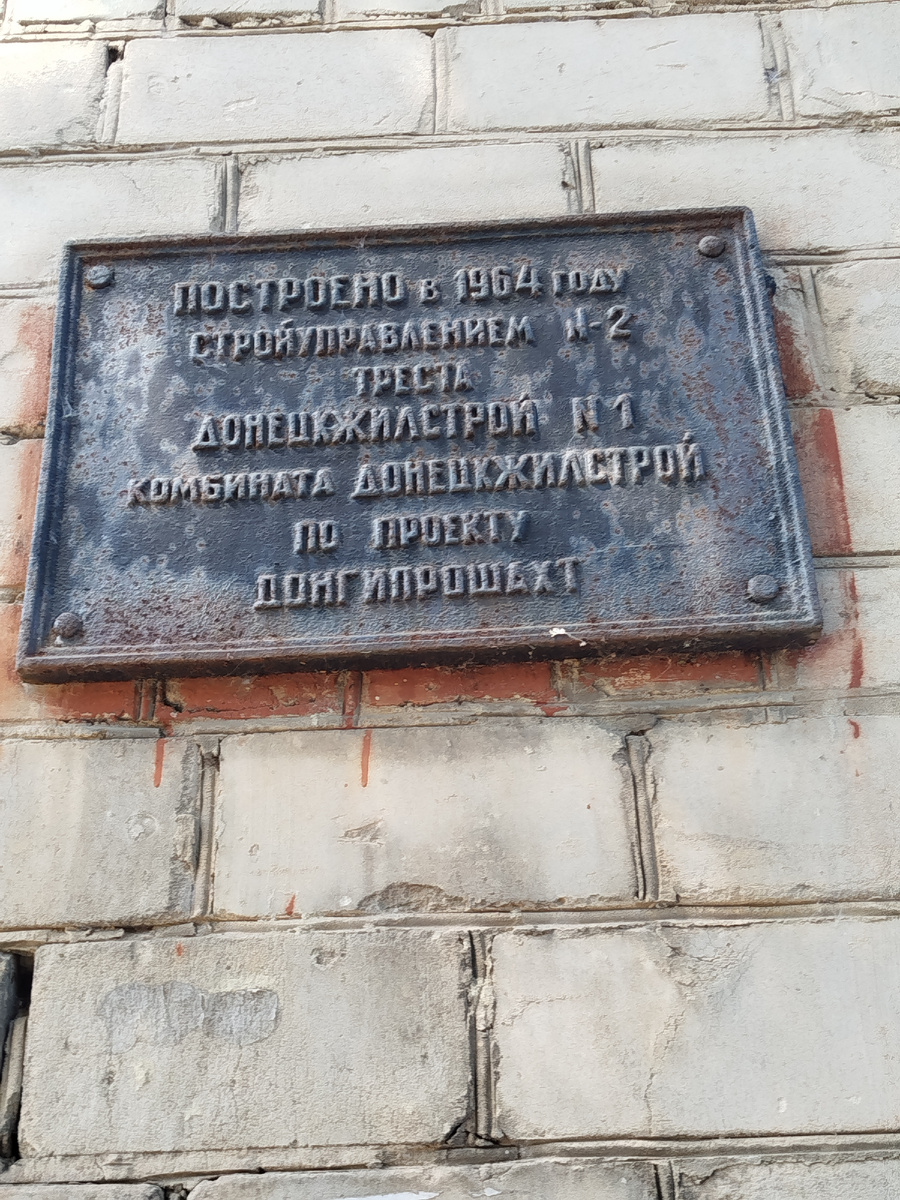 ПОСТРОЕНО в 1964 году
СТРОЙУПРАВЛЕНИЕМ N-2
ТРЕСТА
ДОНЕЦКЖИЛСТРОЙ N 1
КОМБИНАТА ДОНЕЦКЖИЛСТРОЙ
ПО ПРОЕКТУ
ДОНГИПРОШАХТ